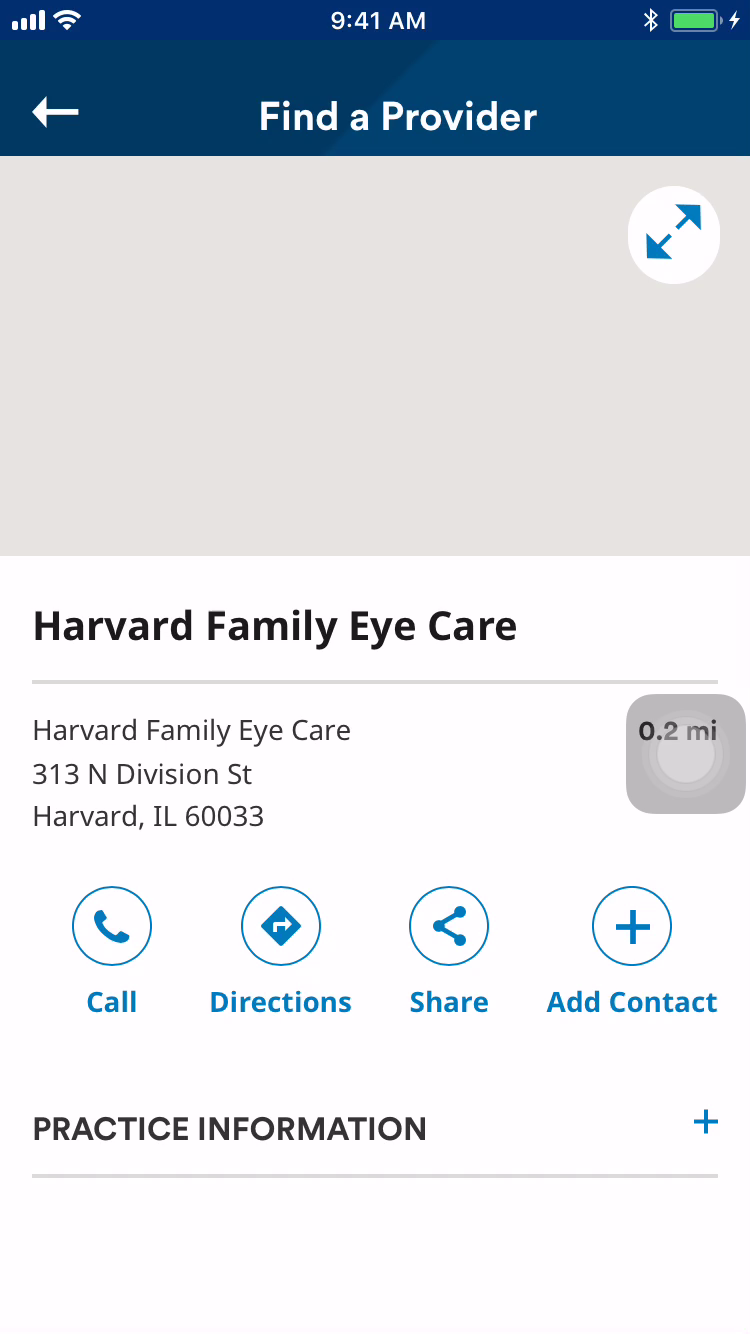 9:41 AM
Find a Provider
Harvard Family Eye Care
Harvard Family Eye Care
0.2 mi
313 N Division St
Harvard, IL 60033
Call
Directions
Share
Add Contact
PRACTICE INFORMATION